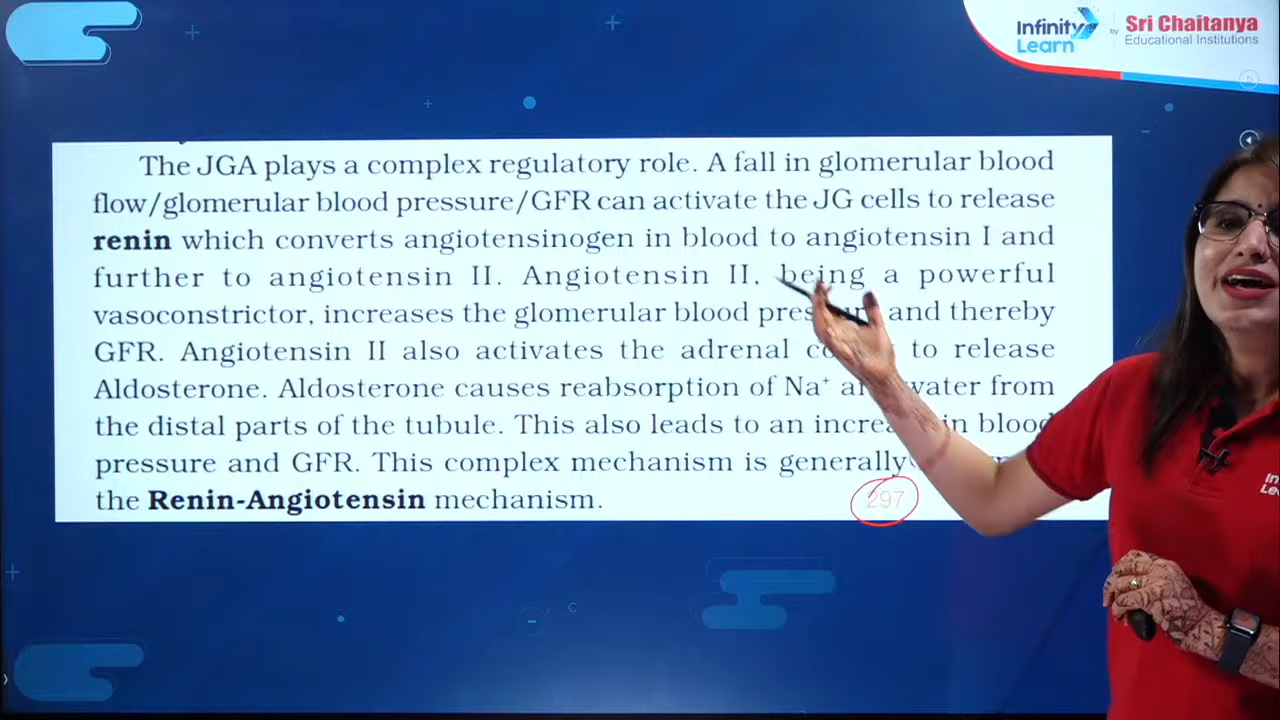 Infinity Learn by Sri Chaitanya Educational Institutions
The JGA plays a complex regulatory role. A fall in glomerular blood
flow/glomerular blood pressure/GFR can activate the JG cells to release
renin which converts angiotensinogen in blood to angiotensin I and
further to angiotensin II. Angiotensin II, being a powerful
vasoconstrictor, increases the glomerular blood and thereby
GFR. Angiotensin II also activates the adrenal to release
Aldosterone. Aldosterone causes reabsorption of Na⁺ water from
the distal parts of the tubule. This also leads to an in blood
pressure and GFR. This complex mechanism is generally
the Renin-Angiotensin mechanism.
297